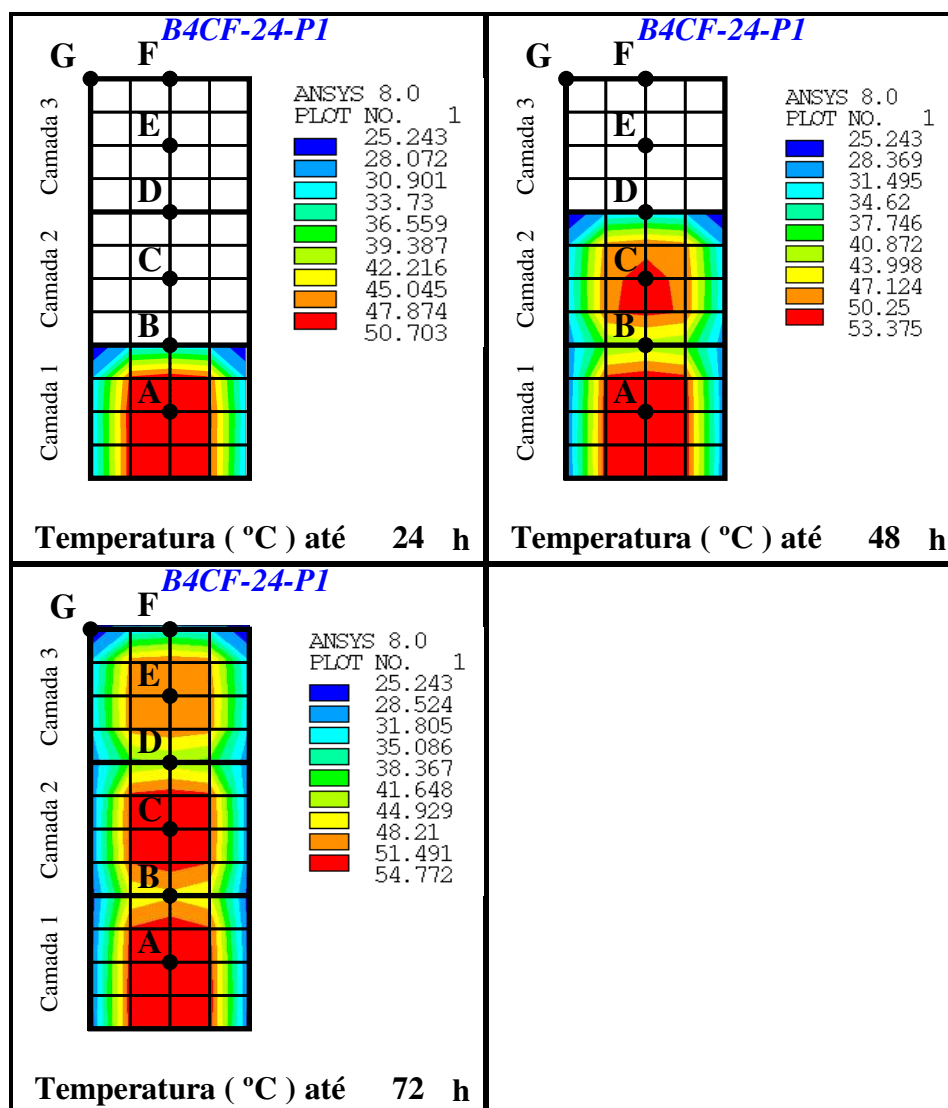 B4CF-24-P1
G F
ANSYS 8.0
PLOT NO. 1
25.243
28.072
30.901
33.73
36.559
39.387
42.216
45.045
47.874
50.703
Camada 3
E
D
Camada 2
C
B
Camada 1
A
Temperatura ( ºC ) até 24 h
B4CF-24-P1
G F
ANSYS 8.0
PLOT NO. 1
25.243
28.369
31.495
34.62
37.746
40.872
43.998
47.124
50.25
53.375
Camada 3
E
D
Camada 2
C
B
Camada 1
A
Temperatura ( ºC ) até 48 h
B4CF-24-P1
G F
ANSYS 8.0
PLOT NO. 1
25.243
28.524
31.805
35.086
38.367
41.648
44.929
48.21
51.491
54.772
Camada 3
E
D
Camada 2
C
B
Camada 1
A
Temperatura ( ºC ) até 72 h